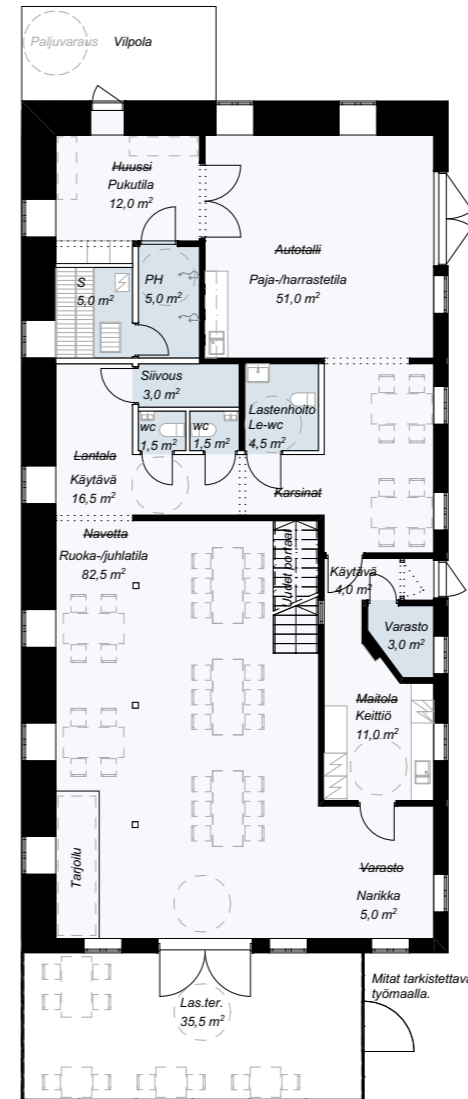 Paljuvaraus Vilpola
Huussi
Pukutila
12,0 m²
Autotalli
Paja-/harrastetila
51,0 m²
S
5,0 m²
PH
5,0 m²
Siivous
3,0 m²
wc
1,5 m²
wc
1,5 m²
Lastenhoito
Le-wc
4,5 m²
Lantala
Käytävä
16,5 m²
Karsinat
Navetta
Ruoka-/juhlatila
82,5 m²
Uudet portaat
Käytävä
4,0 m²
Varasto
3,0 m²
Maitola
Keittiö
11,0 m²
Tarjoilu
Varasto
Narikka
5,0 m²
Las.ter.
35,5 m²
Mitat tarkistettava
työmaalla.